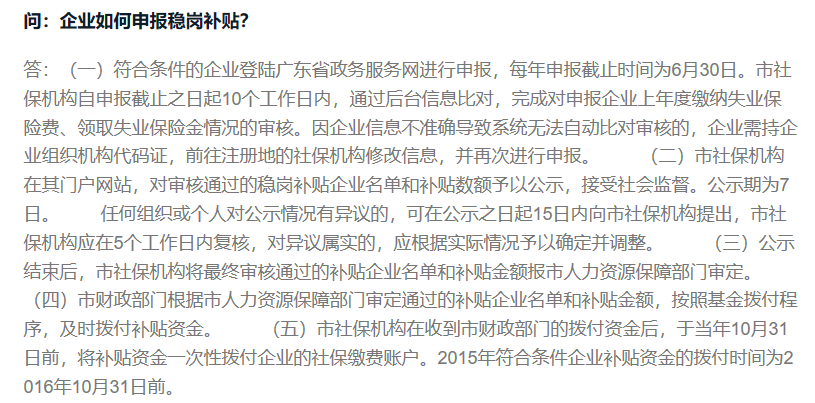 问：企业如何申报稳岗补贴？
答：（一）符合条件的企业登陆广东省政务服务网进行申报，每年申报截止时间为6月30日。市社
保机构自申报截止之日起10个工作日内，通过后台信息比对，完成对申报企业上年度缴纳失业保
险费、领取失业保险金情况的审核。因企业信息不准确导致系统无法自动比对审核的，企业需持企
业组织机构代码证，前往注册地的社保机构修改信息，并再次进行申报。 （二）市社保机构
在其门户网站，对审核通过的稳岗补贴企业名单和补贴数额予以公示，接受社会监督。公示期为7
日。 任何组织或个人对公示情况有异议的，可在公示之日起15日内向市社保机构提出，市社
保机构应在5个工作日内复核，对异议属实的，应根据实际情况予以确定并调整。 （三）公示
结束后，市社保机构将最终审核通过的补贴企业名单和补贴金额报市人力资源保障部门审定。
（四）市财政部门根据市人力资源保障部门审定通过的补贴企业名单和补贴金额，按照基金拨付程
序，及时拨付补贴资金。 （五）市社保机构在收到市财政部门的拨付资金后，于当年10月31
日前，将补贴资金一次性拨付企业的社保缴费账户。2015年符合条件企业补贴资金的拨付时间为2
016年10月31日前。